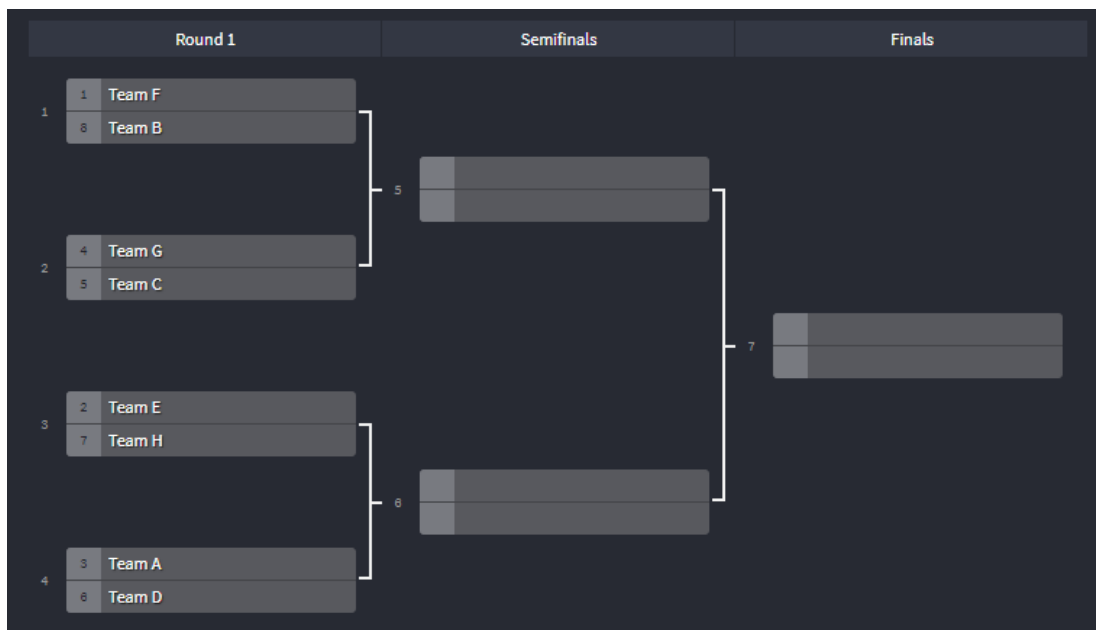 Round 1 Semifinals Finals
1
1 Team F
8 Team B
2
4 Team G
5 Team C
3
2 Team E
7 Team H
4
3 Team A
6 Team D
5
6
7